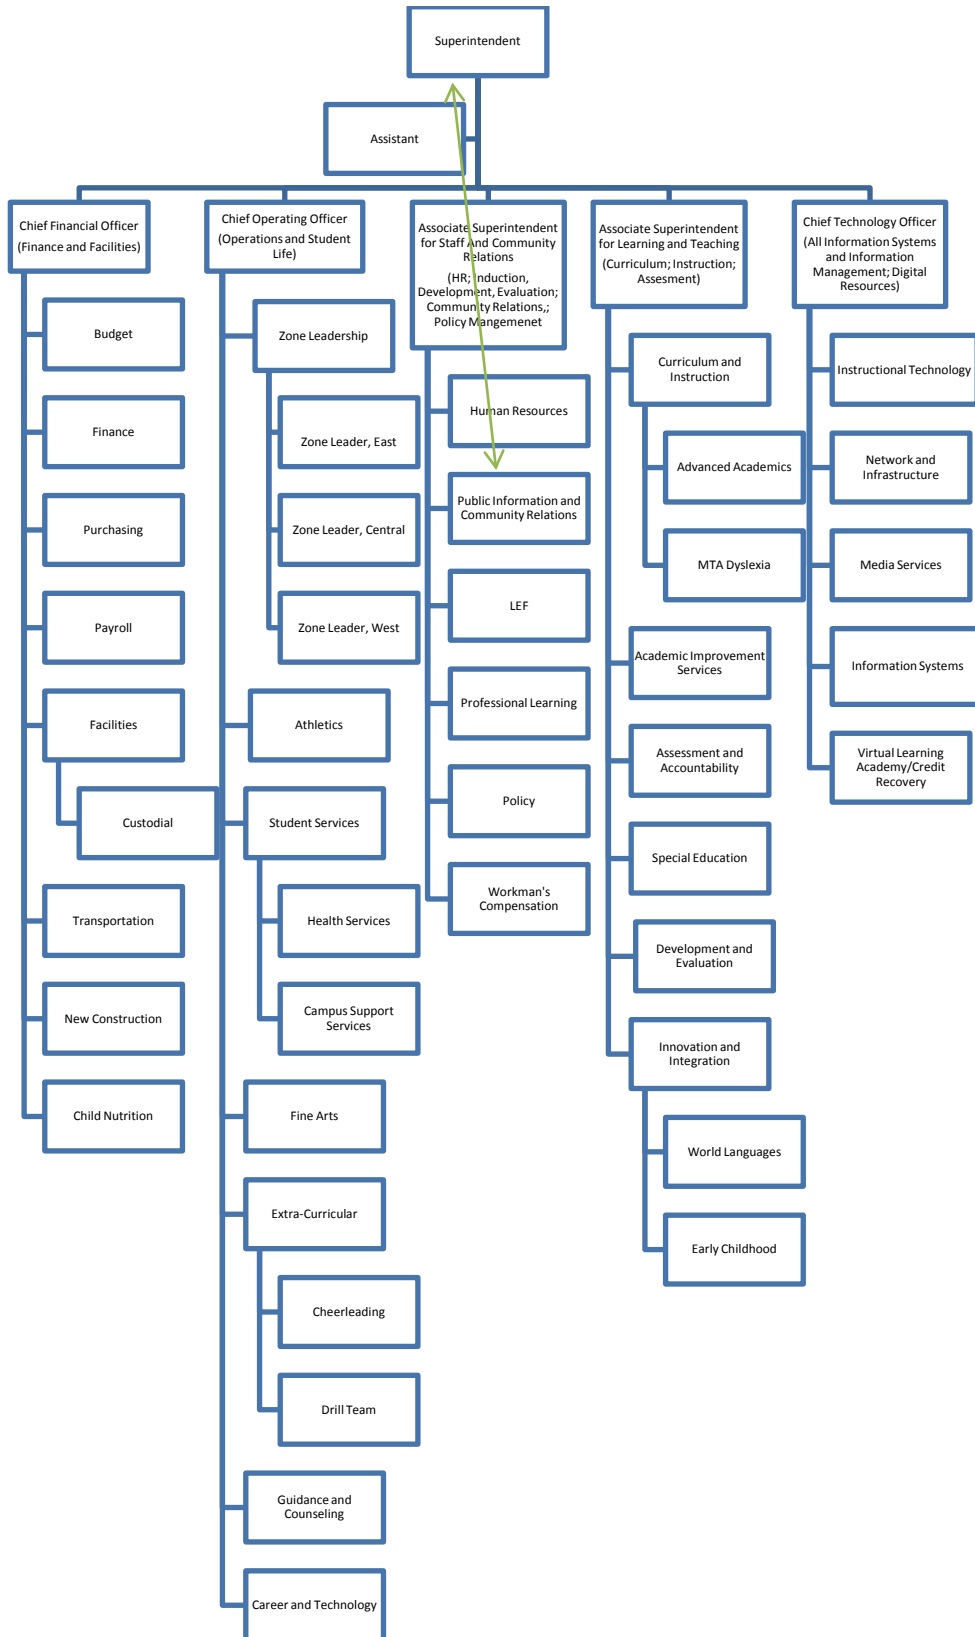 Superintendent
Assistant
Chief Financial Officer
(Finance and Facilities)
Budget
Finance
Purchasing
Payroll
Facilities
Custodial
Transportation
New Construction
Child Nutrition
Chief Operating Officer
(Operations and Student
Life)
Zone Leadership
Zone Leader, East
Zone Leader, Central
Zone Leader, West
Athletics
Student Services
Health Services
Campus Support
Services
Fine Arts
Extra-Curricular
Cheerleading
Drill Team
Guidance and
Counseling
Career and Technology
Associate Superintendent
for Staff And Community
Relations
(HR; Induction,
Development, Evaluation;
Community Relations,;
Policy Mangemenet
Human Resources
Public Information and
Community Relations
LEF
Professional Learning
Policy
Workman's
Compensation
Associate Superintendent
for Learning and Teaching
(Curriculum; Instruction;
Assesment)
Curriculum and
Instruction
Advanced Academics
MTA Dyslexia
Academic Improvement
Services
Assessment and
Accountability
Special Education
Development and
Evaluation
Innovation and
Integration
World Languages
Early Childhood
Chief Technology Officer
(All Information Systems
and Information
Management; Digital
Resources)
Instructional Technology
Network and
Infrastructure
Media Services
Information Systems
Virtual Learning
Academy/Credit
Recovery